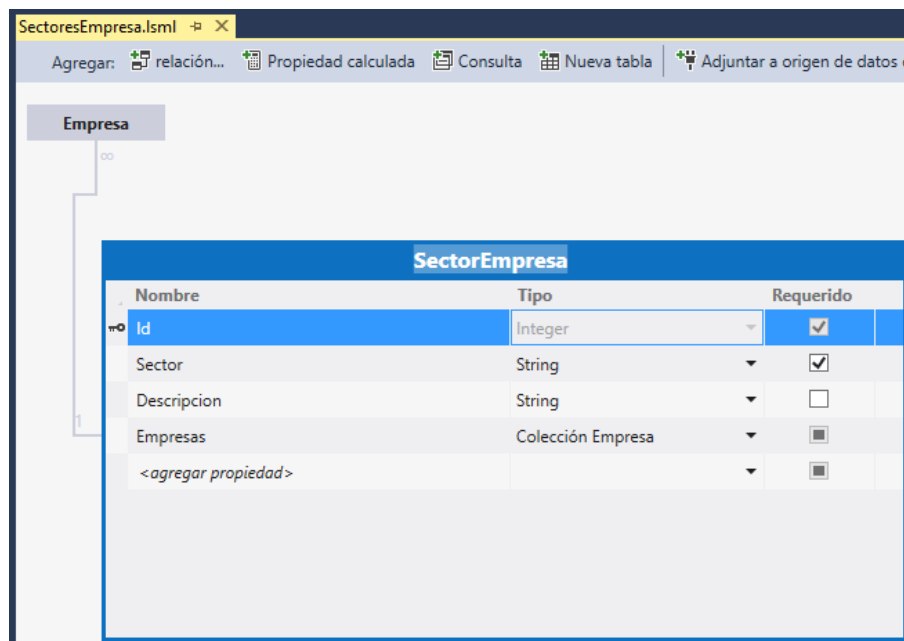 SectoresEmpresa.lsml
Agregar: relación... Propiedad calculada Consulta Nueva tabla Adjuntar a origen de datos
Empresa
∞
SectorEmpresa
Nombre Tipo Requerido
Id Integer
Sector String
Descripcion String
1
Empresas Colección Empresa
<agregar propiedad>